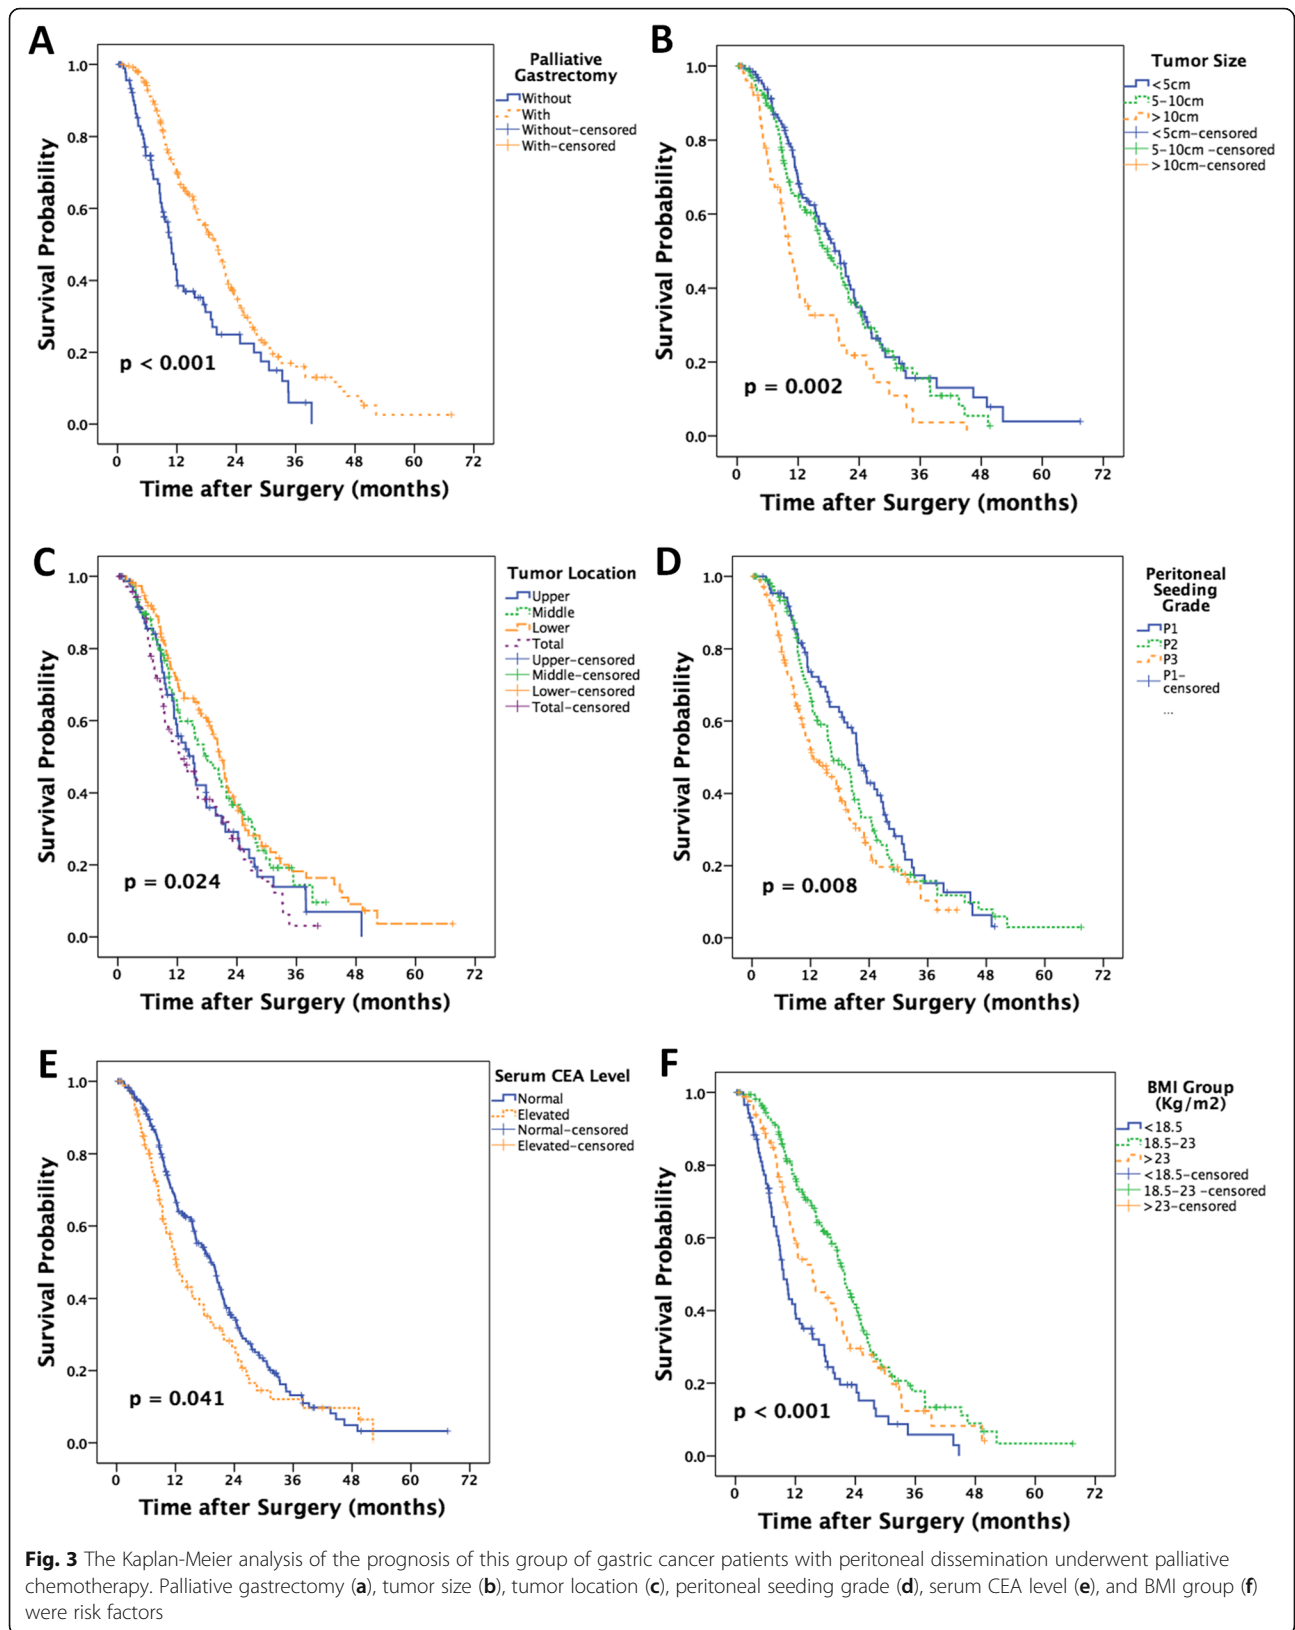 A
Palliative
Gastrectomy
Without
With
Without-censored
With-censored
Survival Probability
1.0
0.8
0.6
0.4
0.2
0.0
p < 0.001
0 12 24 36 48 60 72
Time after Surgery (months)
B
Tumor Size
<5cm
5-10cm
>10cm
<5cm-censored
5-10cm -censored
>10cm-censored
Survival Probability
1.0
0.8
0.6
0.4
0.2
0.0
p = 0.002
0 12 24 36 48 60 72
Time after Surgery (months)
C
Tumor Location
Upper
Middle
Lower
Total
Upper-censored
Middle-censored
Lower-censored
Total-censored
Survival Probability
1.0
0.8
0.6
0.4
0.2
0.0
p = 0.024
0 12 24 36 48 60 72
Time after Surgery (months)
D
Peritoneal
Seeding
Grade
P1
P2
P3
P1-
censored
...
Survival Probability
1.0
0.8
0.6
0.4
0.2
0.0
p = 0.008
0 12 24 36 48 60 72
Time after Surgery (months)
E
Serum CEA Level
Normal
Elevated
Normal-censored
Elevated-censored
Survival Probability
1.0
0.8
0.6
0.4
0.2
0.0
p = 0.041
0 12 24 36 48 60 72
Time after Surgery (months)
F
BMI Group
(Kg/m2)
<18.5
18.5-23
>23
<18.5-censored
18.5-23 -censored
>23-censored
Survival Probability
1.0
0.8
0.6
0.4
0.2
0.0
p < 0.001
0 12 24 36 48 60 72
Time after Surgery (months)
Fig. 3 The Kaplan-Meier analysis of the prognosis of this group of gastric cancer patients with peritoneal dissemination underwent palliative
chemotherapy. Palliative gastrectomy (a), tumor size (b), tumor location (c), peritoneal seeding grade (d), serum CEA level (e), and BMI group (f)
were risk factors